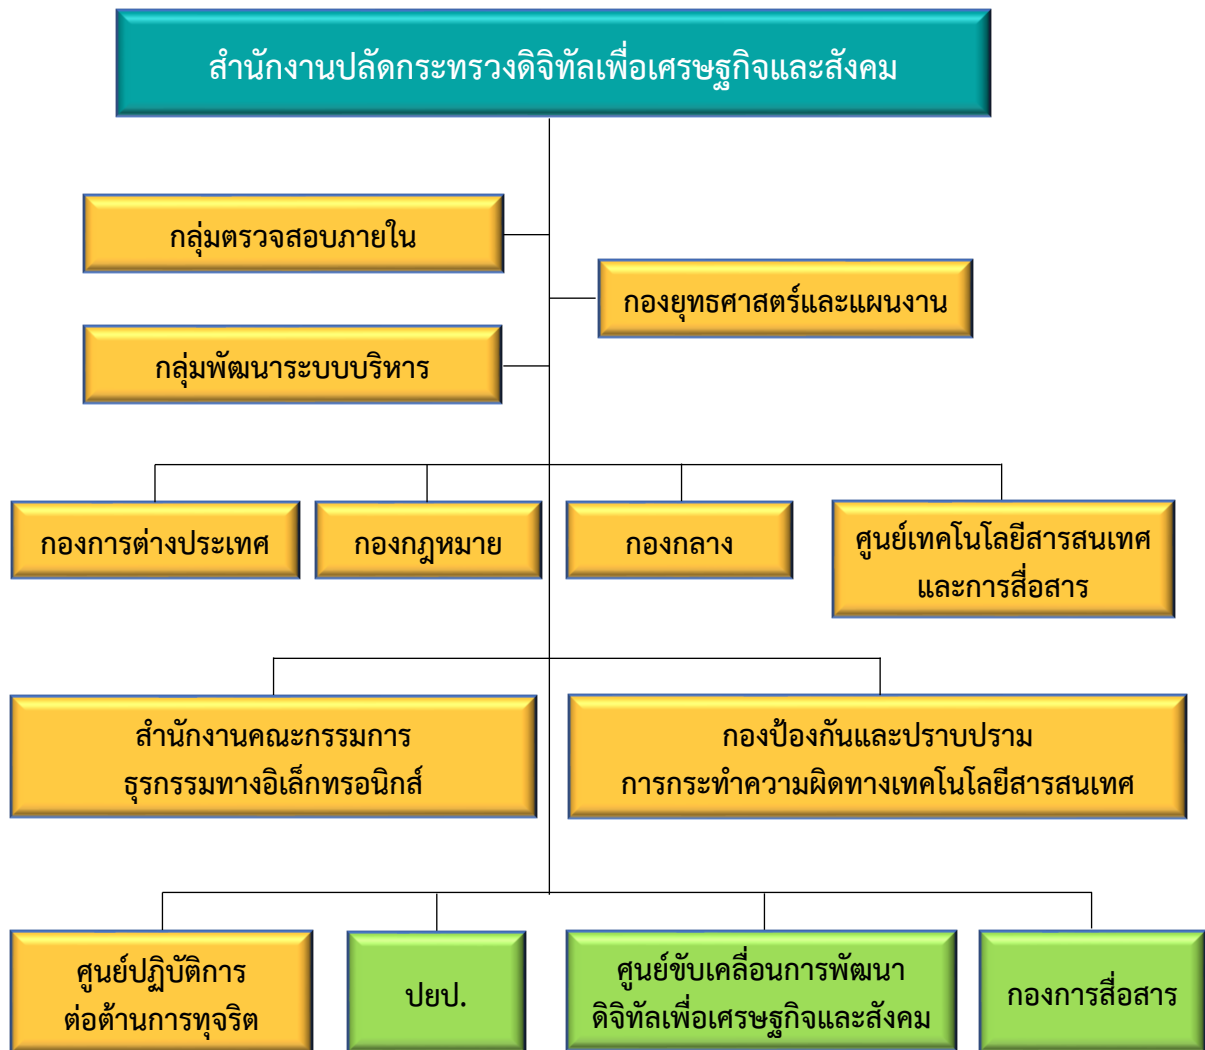 สำนักงานปลัดกระทรวงดิจิทัลเพื่อเศรษฐกิจและสังคม
กลุ่มตรวจสอบภายใน
กองยุทธศาสตร์และแผนงาน
กลุ่มพัฒนาระบบบริหาร
กองการต่างประเทศ
กองกฎหมาย
กองกลาง
ศูนย์เทคโนโลยีสารสนเทศ
และการสื่อสาร
สำนักงานคณะกรรมการ
ธุรกรรมทางอิเล็กทรอนิกส์
กองป้องกันและปราบปราม
การกระทำความผิดทางเทคโนโลยีสารสนเทศ
ศูนย์ปฏิบัติการ
ต่อต้านการทุจริต
ปยป.
ศูนย์ขับเคลื่อนการพัฒนา
ดิจิทัลเพื่อเศรษฐกิจและสังคม
กองการสื่อสาร